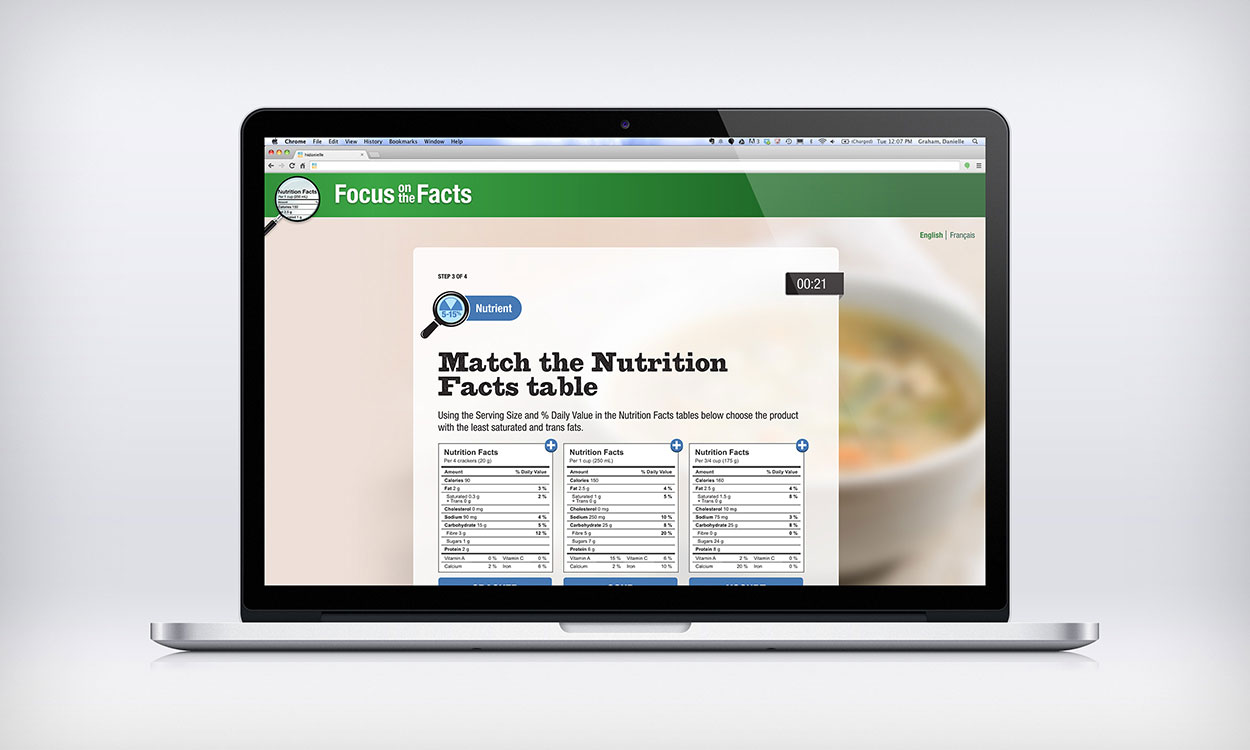 Chrome File Edit View History Bookmarks Window Help
(Charged) Tue 12:07 PM Graham, Danielle
Nutrition Facts
Per 1 cup (250 mL)
Focus on the Facts
English | Français
STEP 3 OF 4
00:21
5-15%
Nutrient
Match the Nutrition
Facts table
Using the Serving Size and % Daily Value in the Nutrition Facts tables below choose the product
with the least saturated and trans fats.
Nutrition Facts
Per 4 crackers (20 g)
Amount % Daily Value
Calories 90
Fat 2 g 3 %
Saturated 0.3 g 2 %
+ Trans 0 g
Cholesterol 0 mg
Sodium 90 mg 4 %
Carbohydrate 15 g 5 %
Fibre 3 g 12 %
Sugars 1 g
Protein 2 g
Vitamin A 0 % Vitamin C 0 %
Calcium 2 % Iron 6 %
Nutrition Facts
Per 1 cup (250 mL)
Amount % Daily Value
Calories 150
Fat 2.5 g 4 %
Saturated 1 g 5 %
+ Trans 0 g
Cholesterol 0 mg
Sodium 250 mg 10 %
Carbohydrate 25 g 8 %
Fibre 5 g 20 %
Sugars 7 g
Protein 6 g
Vitamin A 15 % Vitamin C 6 %
Calcium 2 % Iron 10 %
Nutrition Facts
Per 3/4 cup (175 g)
Amount % Daily Value
Calories 160
Fat 2.5 g 4 %
Saturated 1.5 g 8 %
+ Trans 0 g
Cholesterol 10 mg
Sodium 75 mg 3 %
Carbohydrate 25 g 8 %
Fibre 0 g 0 %
Sugars 24 g
Protein 8 g
Vitamin A 2 % Vitamin C 0 %
Calcium 20 % Iron 0 %